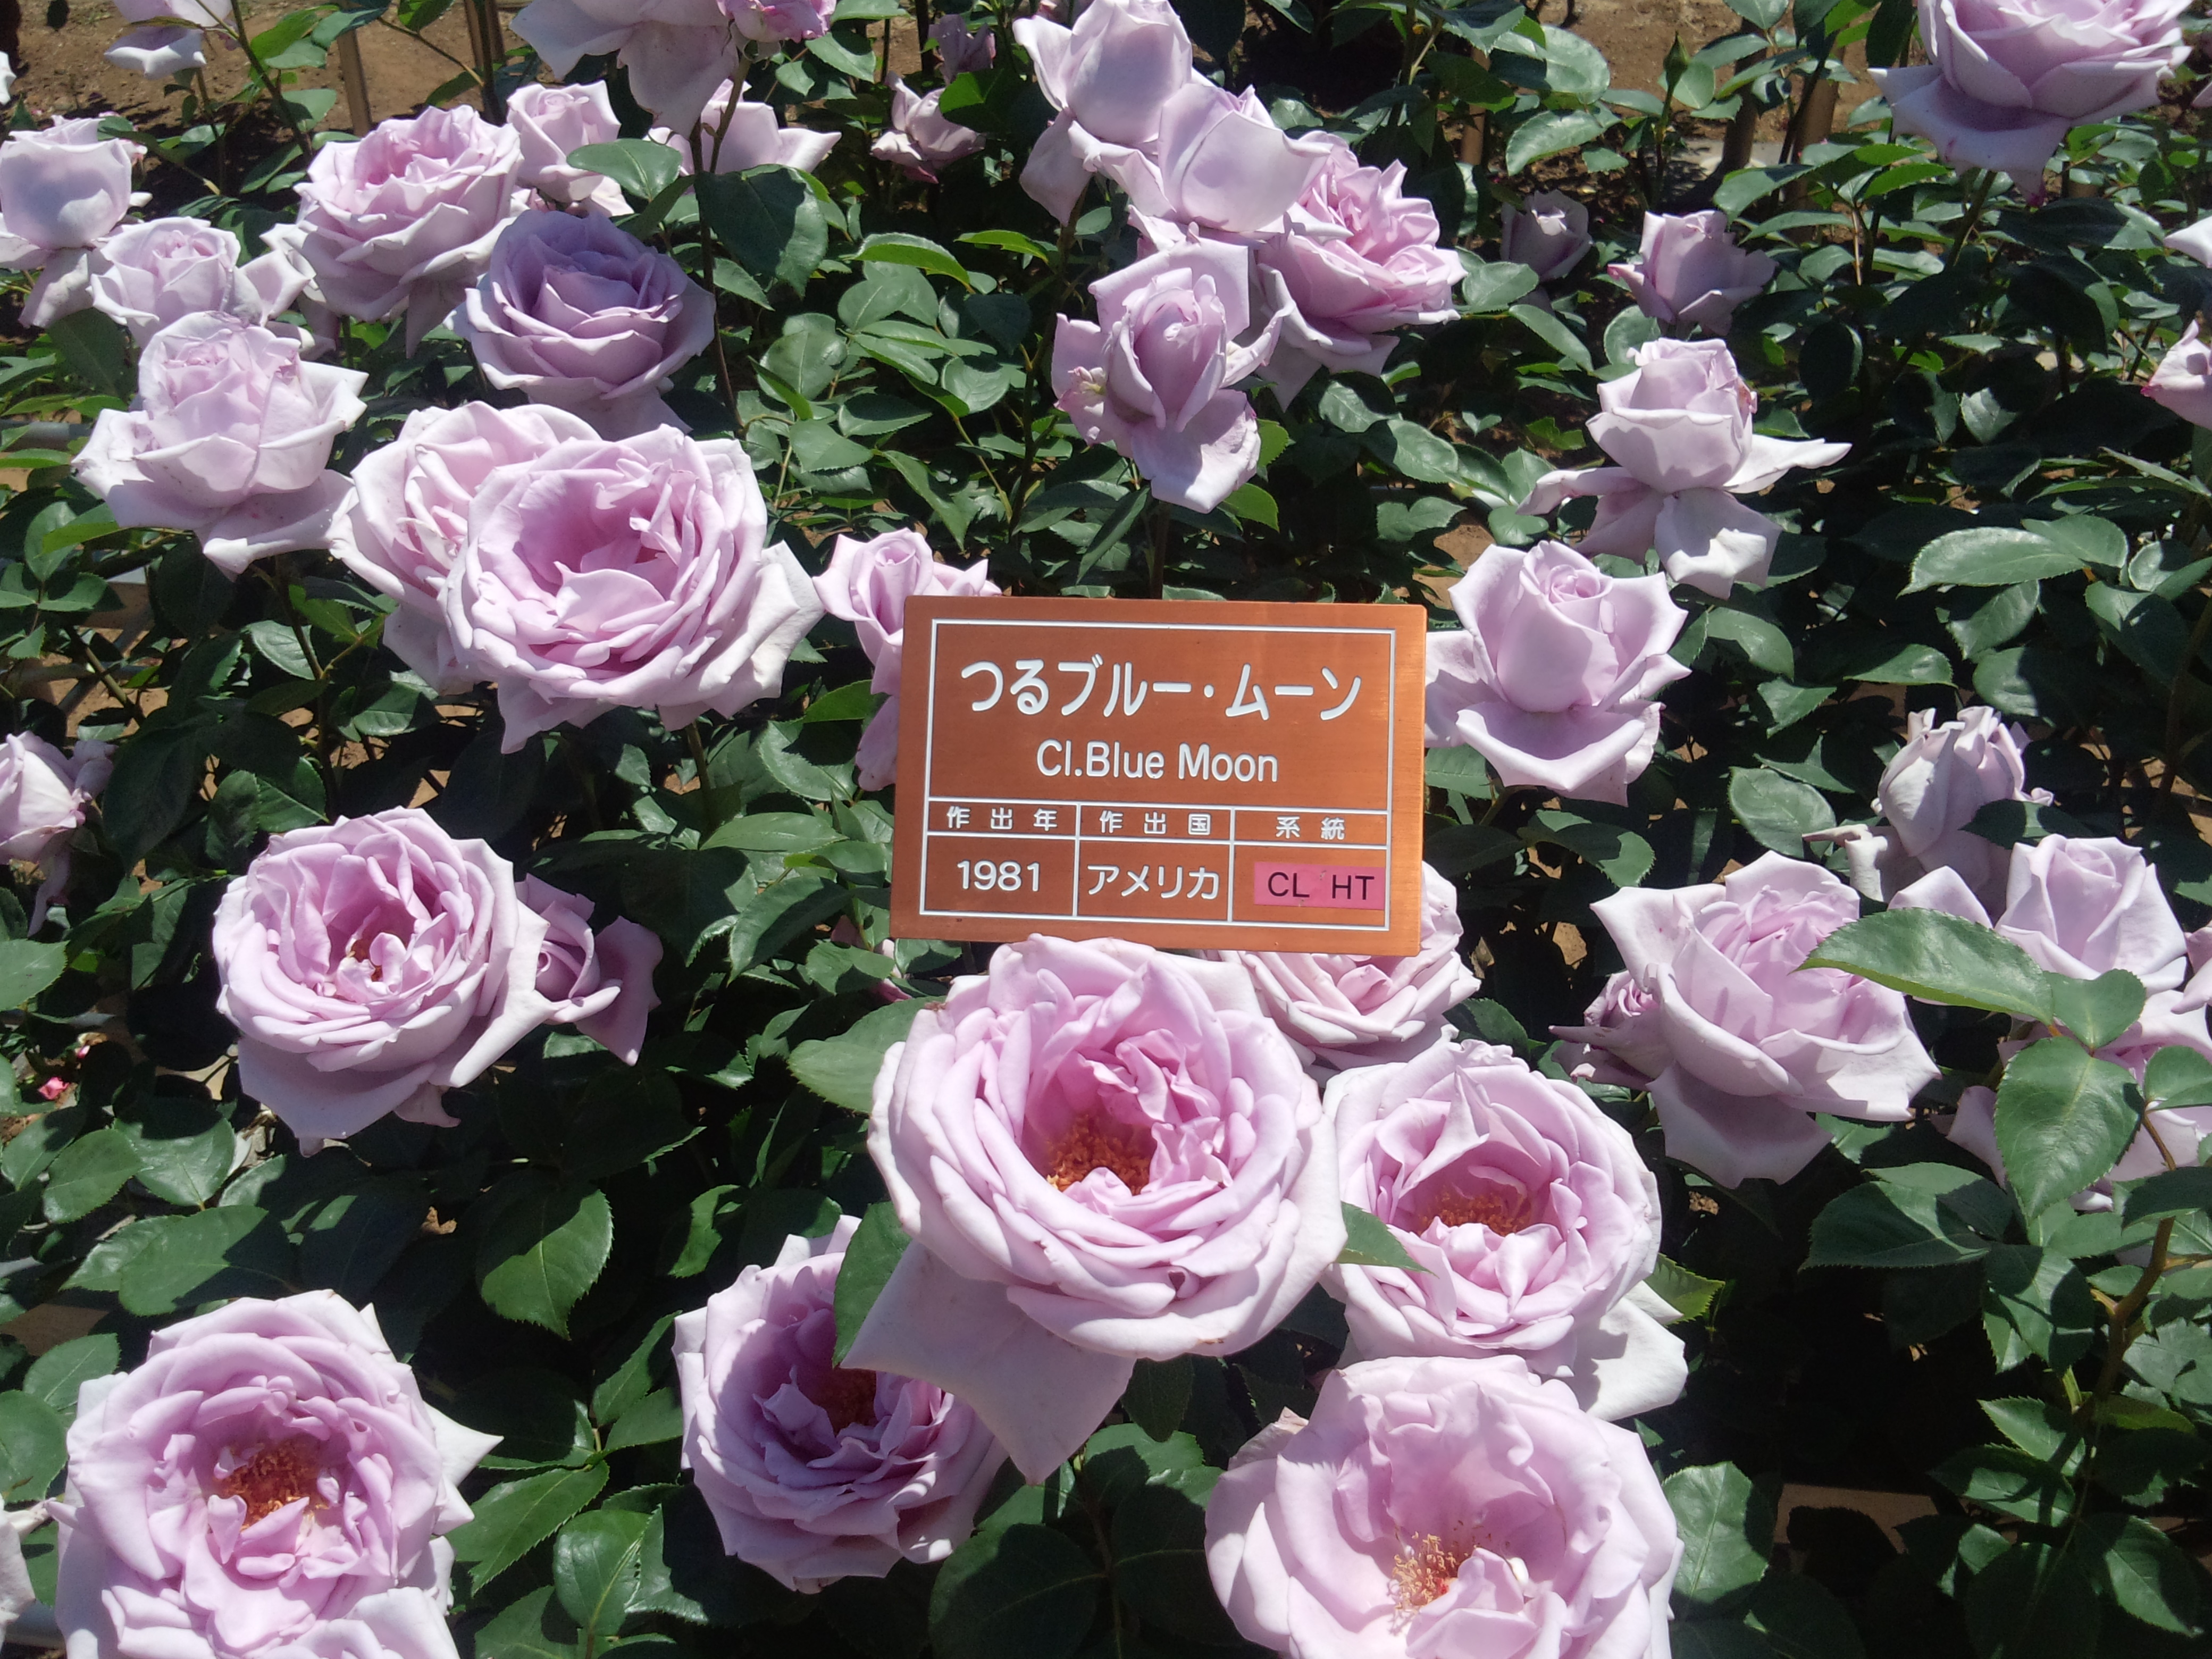 つるブルー・ムーン
Cl.Blue Moon
作出年 作出国 系統
1981 アメリカ CL HT